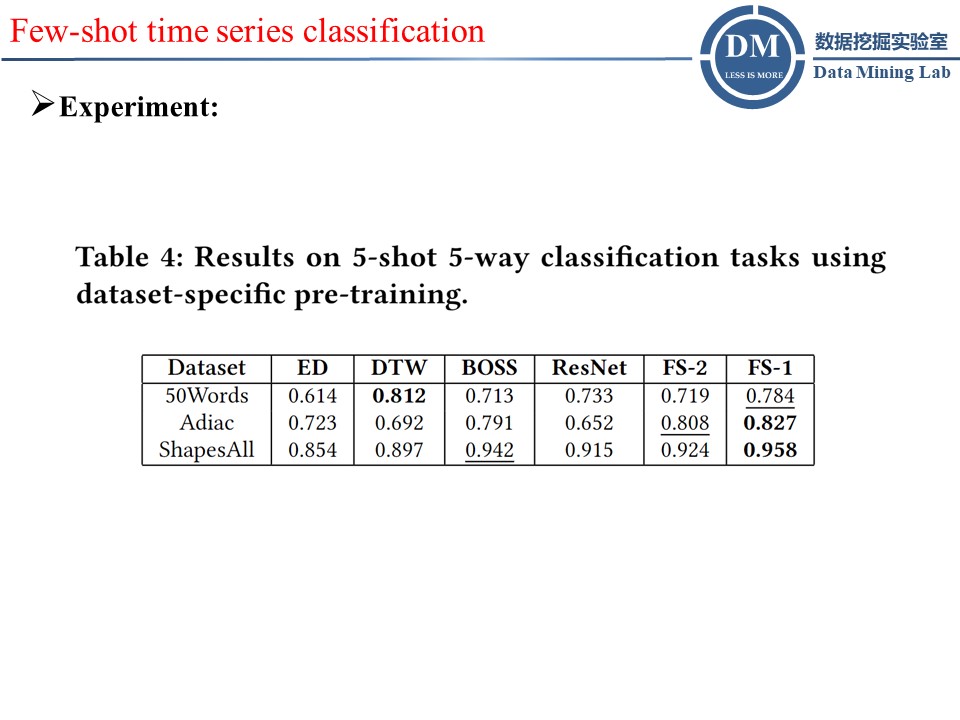 Few-shot time series classification
DM
LESS IS MORE
数据挖掘实验室
Data Mining Lab
➢Experiment:
Table 4: Results on 5-shot 5-way classification tasks using
dataset-specific pre-training.
Dataset ED DTW BOSS ResNet FS-2 FS-1
50Words 0.614 0.812 0.713 0.733 0.719 0.784
Adiac 0.723 0.692 0.791 0.652 0.808 0.827
ShapesAll 0.854 0.897 0.942 0.915 0.924 0.958